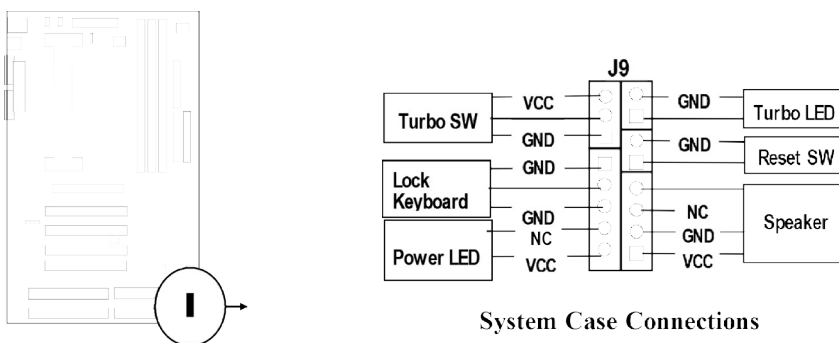 J9
Turbo SW
VCC
GND
GND
Lock
Keyboard
GND
NC
Power LED
VCC
GND
Turbo LED
GND
Reset SW
NC
GND
VCC
Speaker
System Case Connections